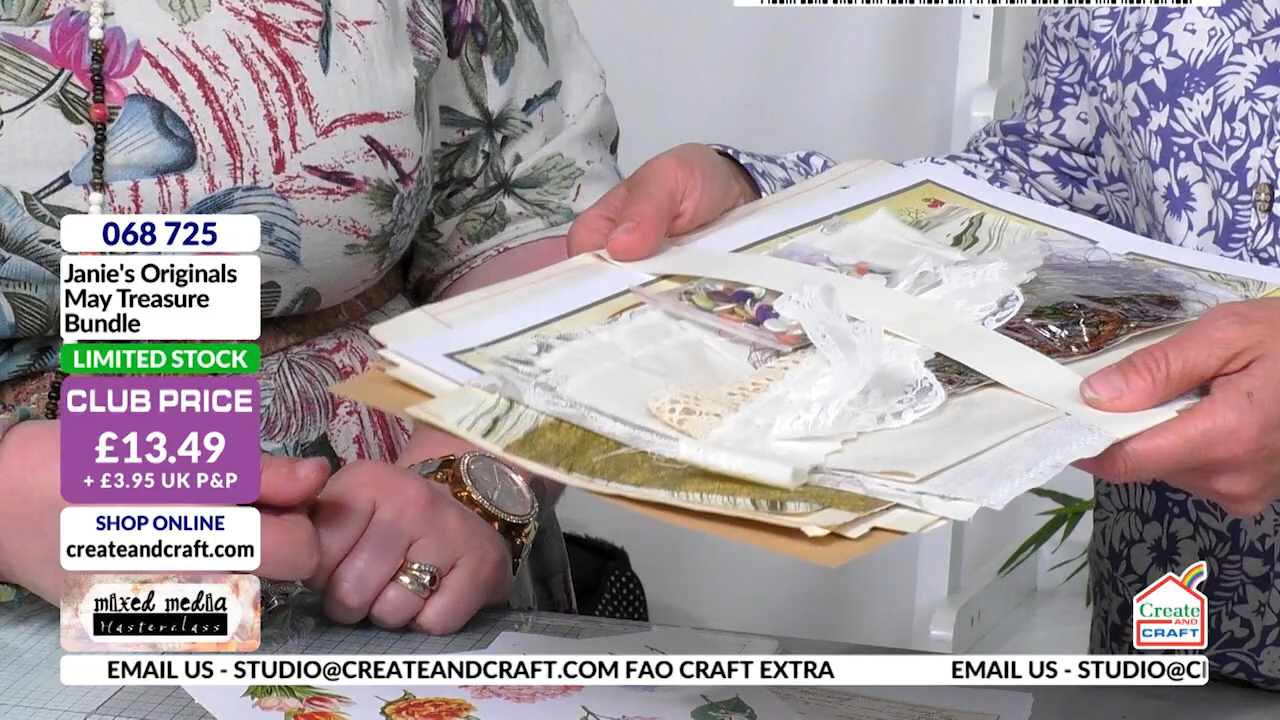 068 725
Janie's Originals
May Treasure
Bundle
LIMITED STOCK
CLUB PRICE
£13.49
+ £3.95 UK P&P
SHOP ONLINE
createandcraft.com
mixed media
Masterclass
Create
AND
CRAFT
EMAIL US - STUDIO@CREATEANDCRAFT.COM FAO CRAFT EXTRA EMAIL US - STUDIO@C